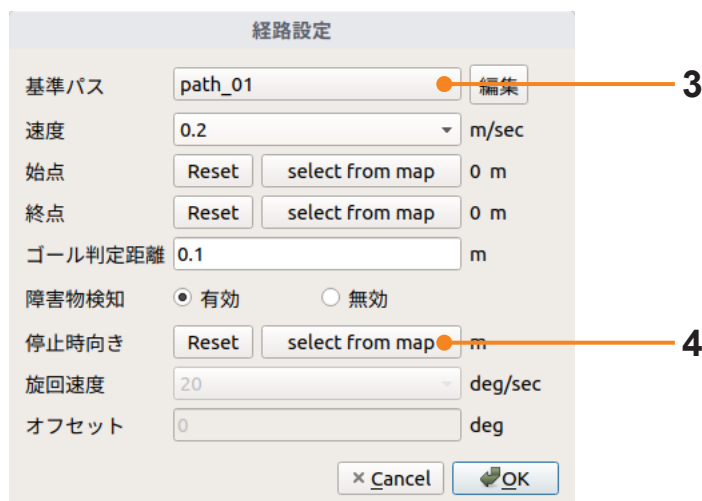 経路設定
基準パス path_01 編集 3
速度 0.2 m/sec
始点 Reset select from map 0 m
終点 Reset select from map 0 m
ゴール判定距離 0.1 m
障害物検知 有効 無効
停止時向き Reset select from map m 4
旋回速度 20 deg/sec
オフセット 0 deg
Cancel OK